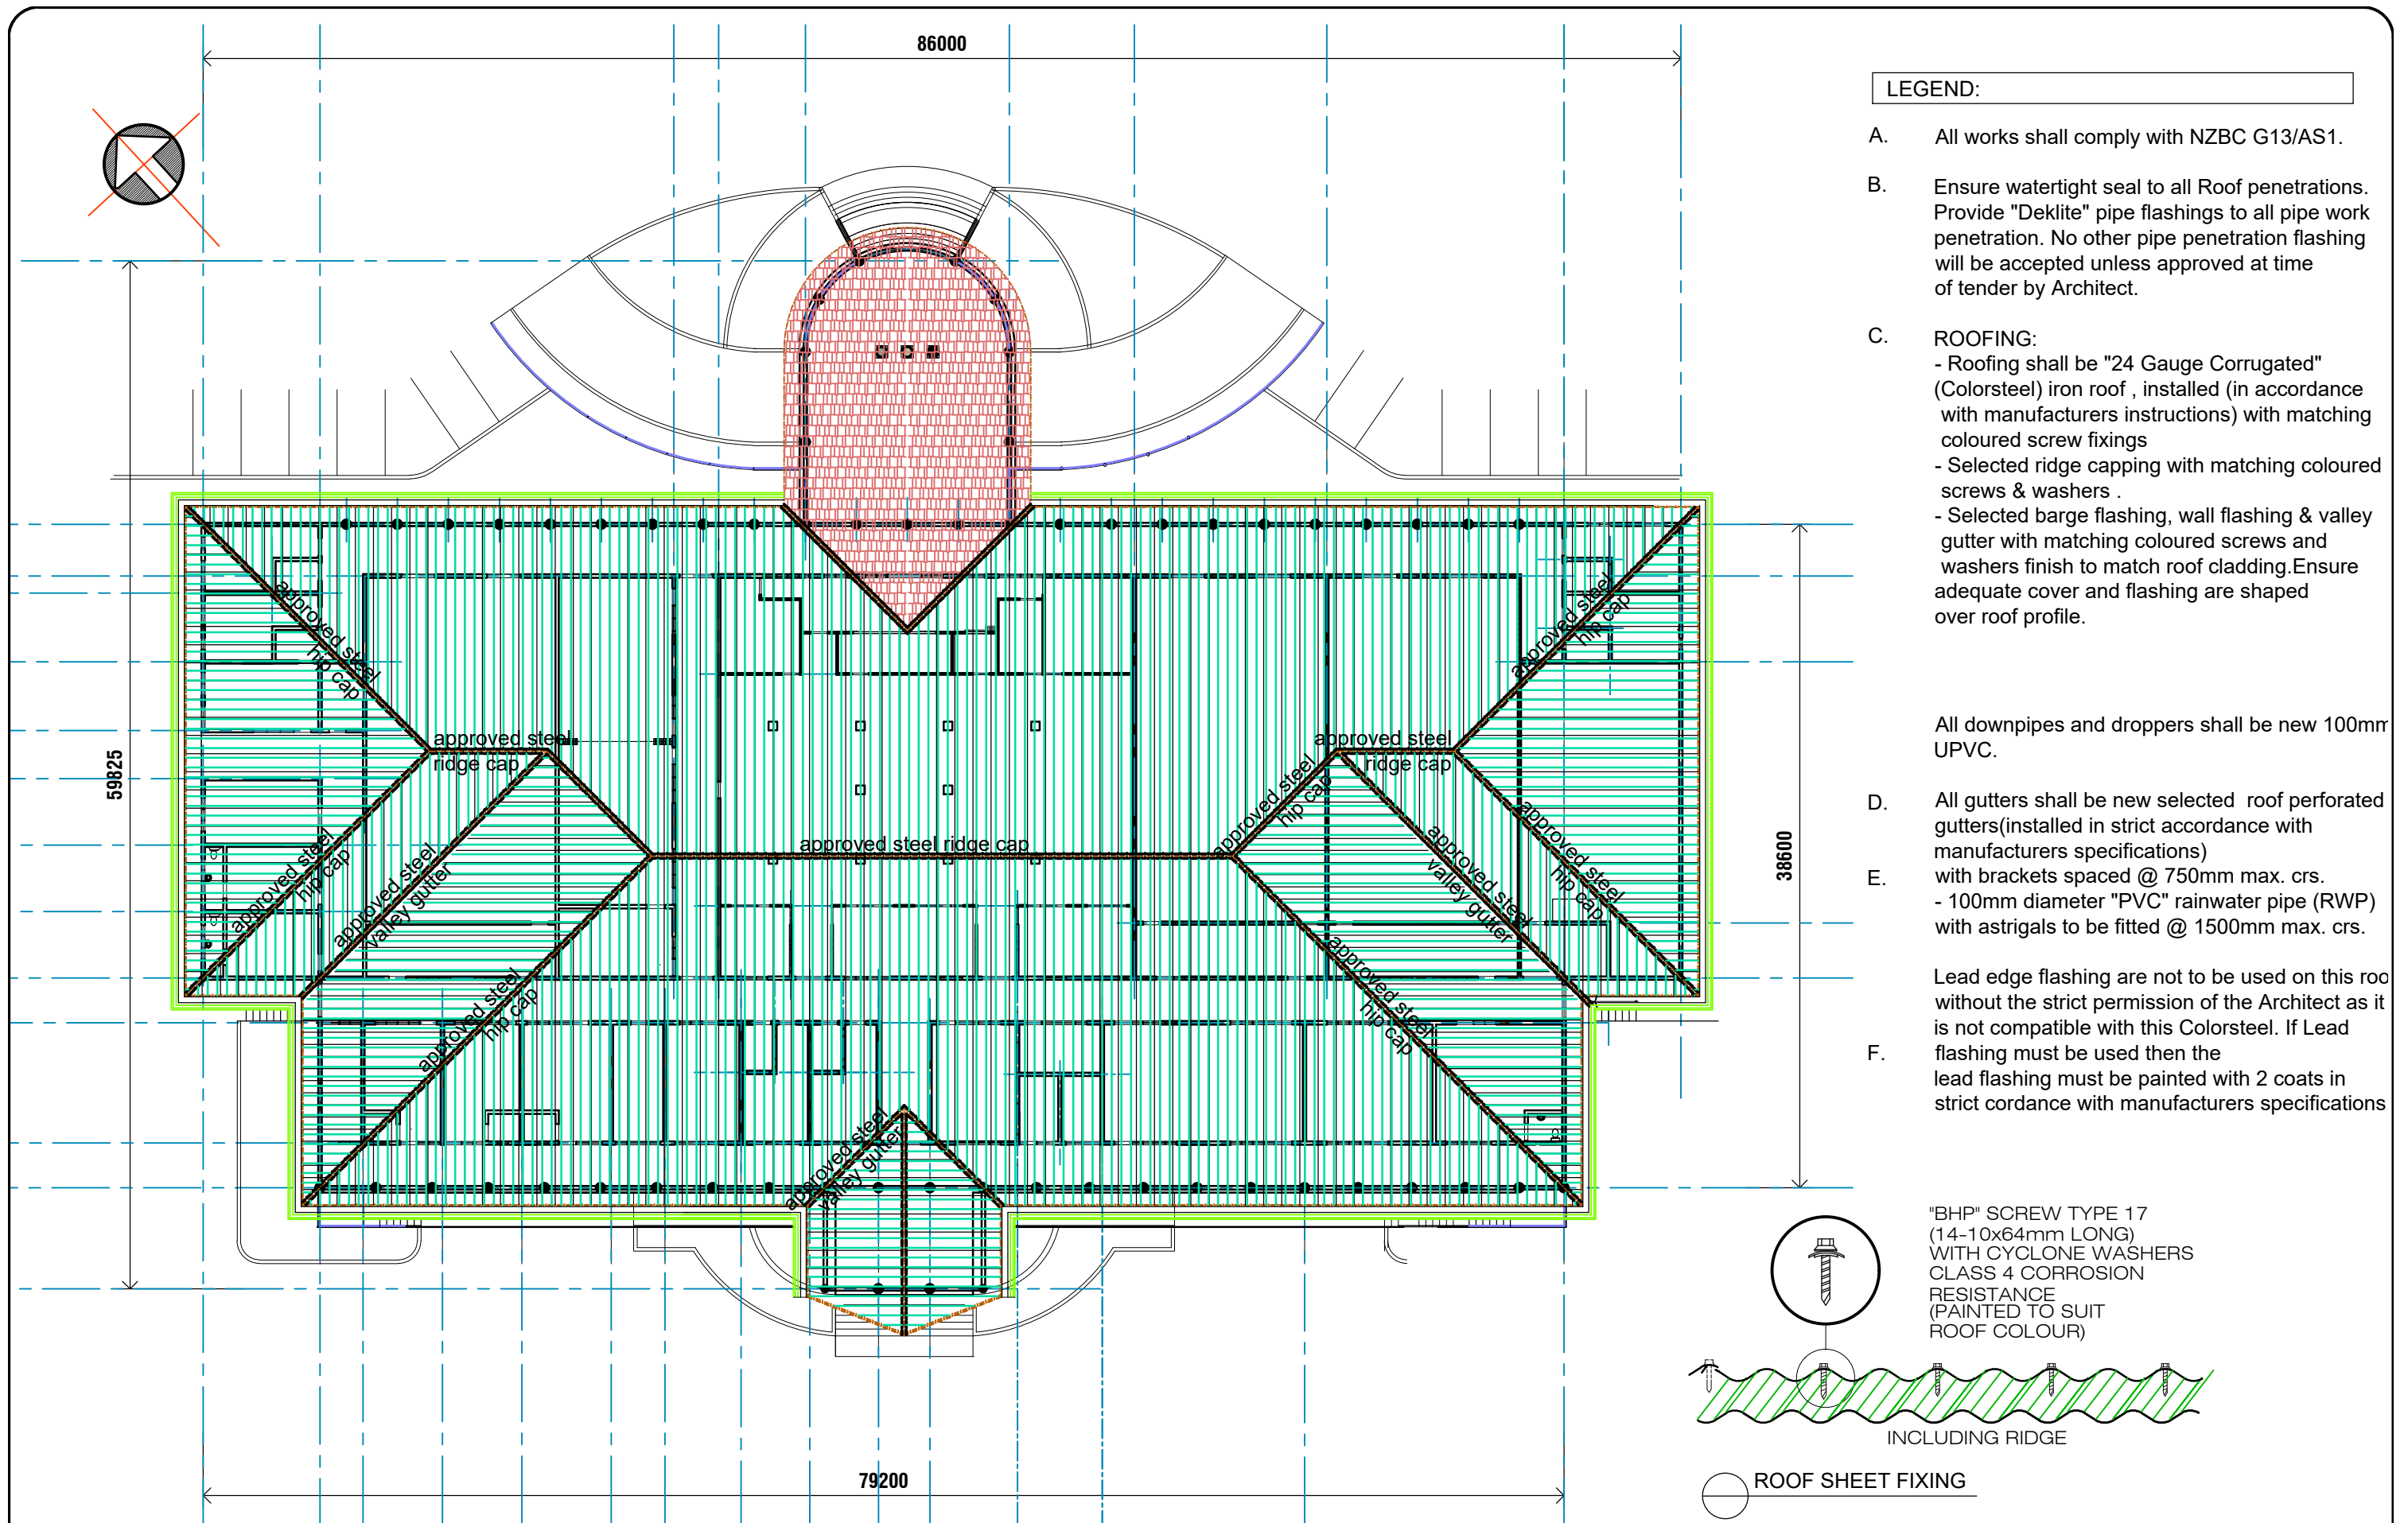 86000
59825
38600
79200
approved steel
hip cap
approved steel
hip cap
approved steel
ridge cap
approved steel
ridge cap
approved steel
hip cap
approved steel ridge cap
approved steel
hip cap
approved steel
valley gutter
approved steel
valley gutter
approved steel
hip cap
approved steel
hip cap
approved steel
hip cap
approved steel
valley gutter
LEGEND:
A. All works shall comply with NZBC G13/AS1.
B. Ensure watertight seal to all Roof penetrations.
Provide "Deklite" pipe flashings to all pipe work
penetration. No other pipe penetration flashing
will be accepted unless approved at time
of tender by Architect.
C. ROOFING:
- Roofing shall be "24 Gauge Corrugated"
(Colorsteel) iron roof , installed (in accordance
with manufacturers instructions) with matching
coloured screw fixings
- Selected ridge capping with matching coloured
screws & washers .
- Selected barge flashing, wall flashing & valley
gutter with matching coloured screws and
washers finish to match roof cladding.Ensure
adequate cover and flashing are shaped
over roof profile.
All downpipes and droppers shall be new 100mm
UPVC.
D. All gutters shall be new selected roof perforated
gutters(installed in strict accordance with
manufacturers specifications)
E. with brackets spaced @ 750mm max. crs.
- 100mm diameter "PVC" rainwater pipe (RWP)
with astrigals to be fitted @ 1500mm max. crs.
Lead edge flashing are not to be used on this roo
without the strict permission of the Architect as it
is not compatible with this Colorsteel. If Lead
F. flashing must be used then the
lead flashing must be painted with 2 coats in
strict cordance with manufacturers specifications
"BHP" SCREW TYPE 17
(14-10x64mm LONG)
WITH CYCLONE WASHERS
CLASS 4 CORROSION
RESISTANCE
(PAINTED TO SUIT
ROOF COLOUR)
INCLUDING RIDGE
ROOF SHEET FIXING